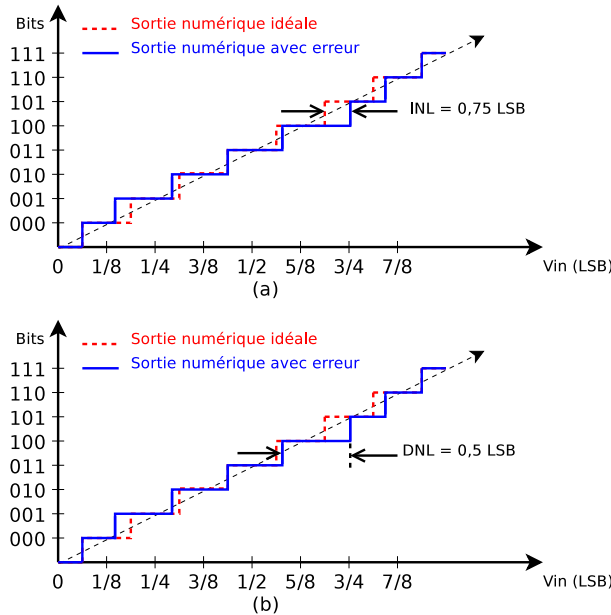 Bits
Sortie numérique idéale
Sortie numérique avec erreur
111
110
101
INL = 0,75 LSB
100
011
010
001
000
0 1/8 1/4 3/8 1/2 5/8 3/4 7/8 Vin (LSB)
(a)
Bits
Sortie numérique idéale
Sortie numérique avec erreur
111
110
101
100
DNL = 0,5 LSB
011
010
001
000
0 1/8 1/4 3/8 1/2 5/8 3/4 7/8 Vin (LSB)
(b)